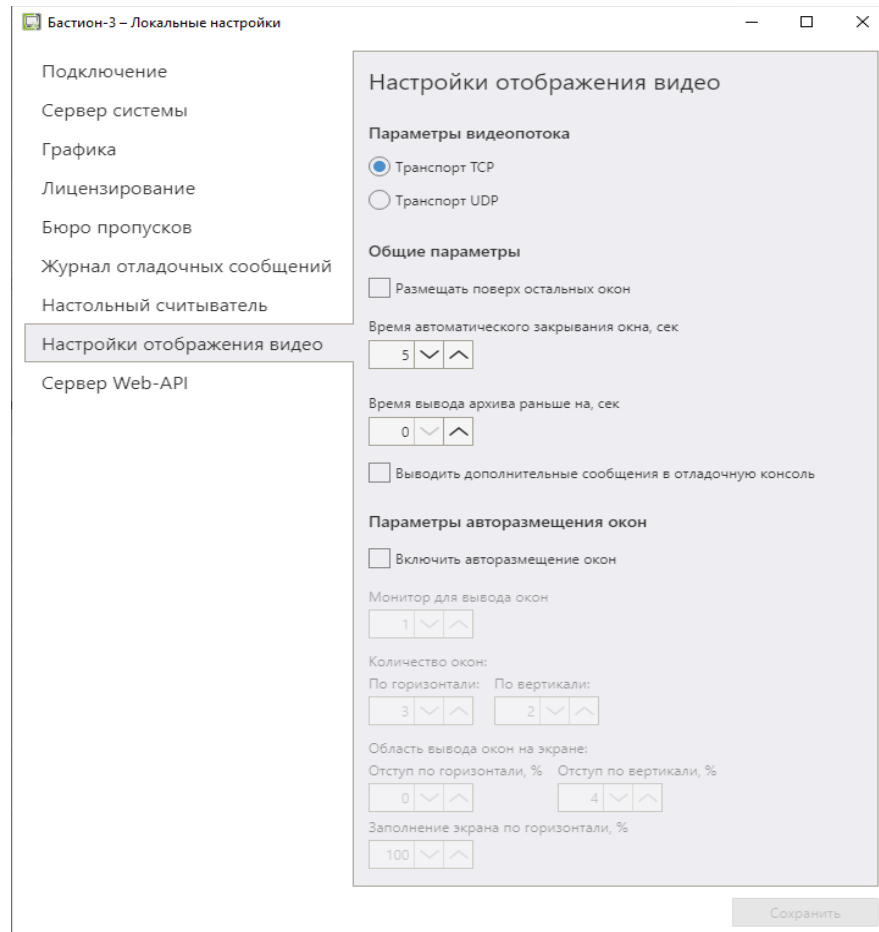 Бастион-3 – Локальные настройки
Подключение
Сервер системы
Графика
Лицензирование
Бюро пропусков
Журнал отладочных сообщений
Настольный считыватель
Настройки отображения видео
Сервер Web-API
Настройки отображения видео
Параметры видеопотока
Транспорт TCP
Транспорт UDP
Общие параметры
Размещать поверх остальных окон
Время автоматического закрывания окна, сек
5
Время вывода архива раньше на, сек
0
Выводить дополнительные сообщения в отладочную консоль
Параметры авторазмещения окон
Включить авторазмещение окон
Монитор для вывода окон
1
Количество окон:
По горизонтали: По вертикали:
3 2
Область вывода окон на экране:
Отступ по горизонтали, % Отступ по вертикали, %
0 4
Заполнение экрана по горизонтали, %
100
Сохранить